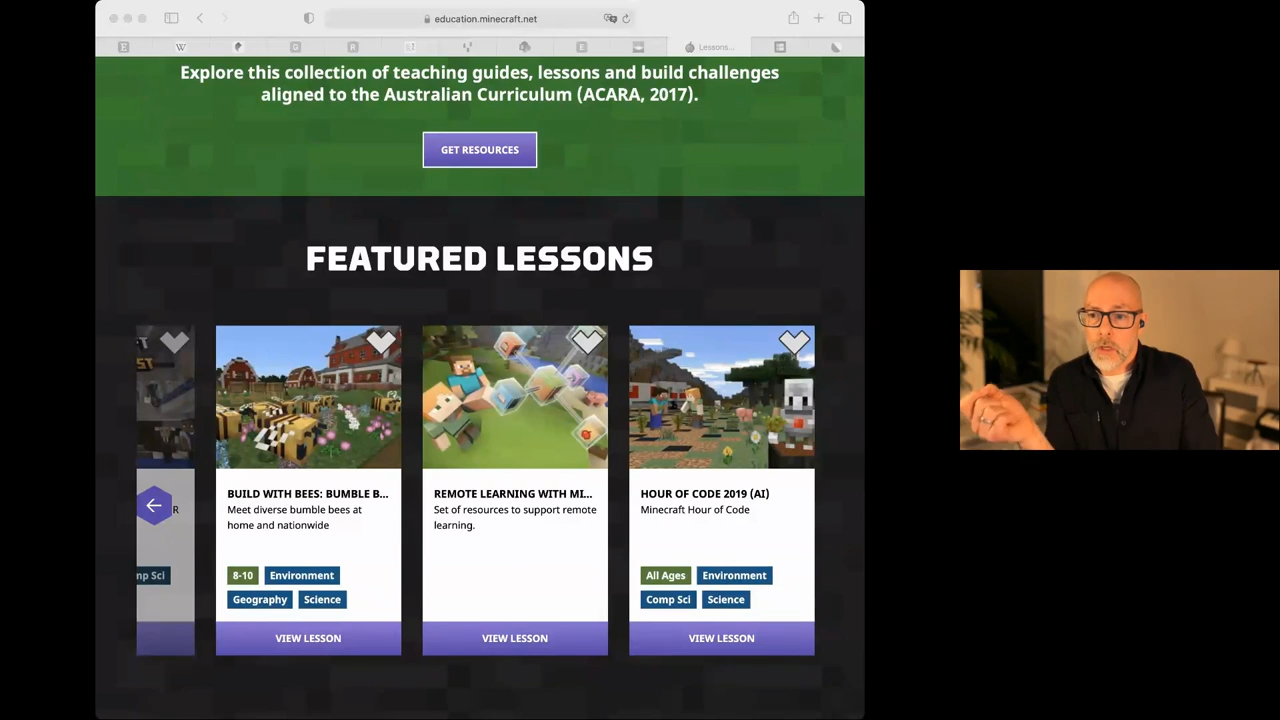 education.minecraft.net
Lessons...
Explore this collection of teaching guides, lessons and build challenges
aligned to the Australian Curriculum (ACARA, 2017).
GET RESOURCES
FEATURED LESSONS
R
mp Sci
BUILD WITH BEES: BUMBLE B...
Meet diverse bumble bees at
home and nationwide
8-10 Environment
Geography Science
VIEW LESSON
REMOTE LEARNING WITH MI...
Set of resources to support remote
learning.
VIEW LESSON
HOUR OF CODE 2019 (AI)
Minecraft Hour of Code
All Ages Environment
Comp Sci Science
VIEW LESSON